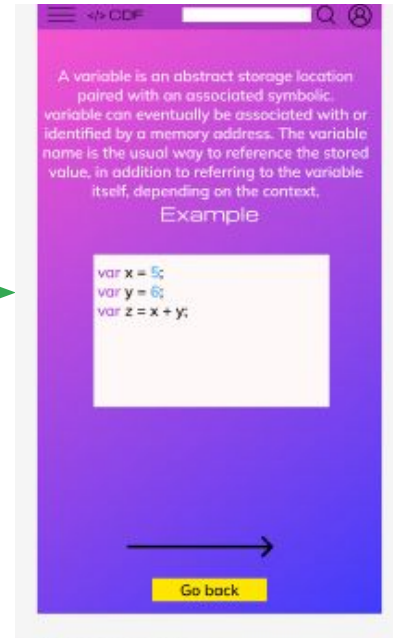 </> CDF
A variable is an abstract storage location
paired with an associated symbolic.
variable can eventually be associated with or
identified by a memory address. The variable
name is the usual way to reference the stored
value, in addition to referring to the variable
itself, depending on the context.
Example
var x = 5;
var y = 6;
var z = x + y;
Go back